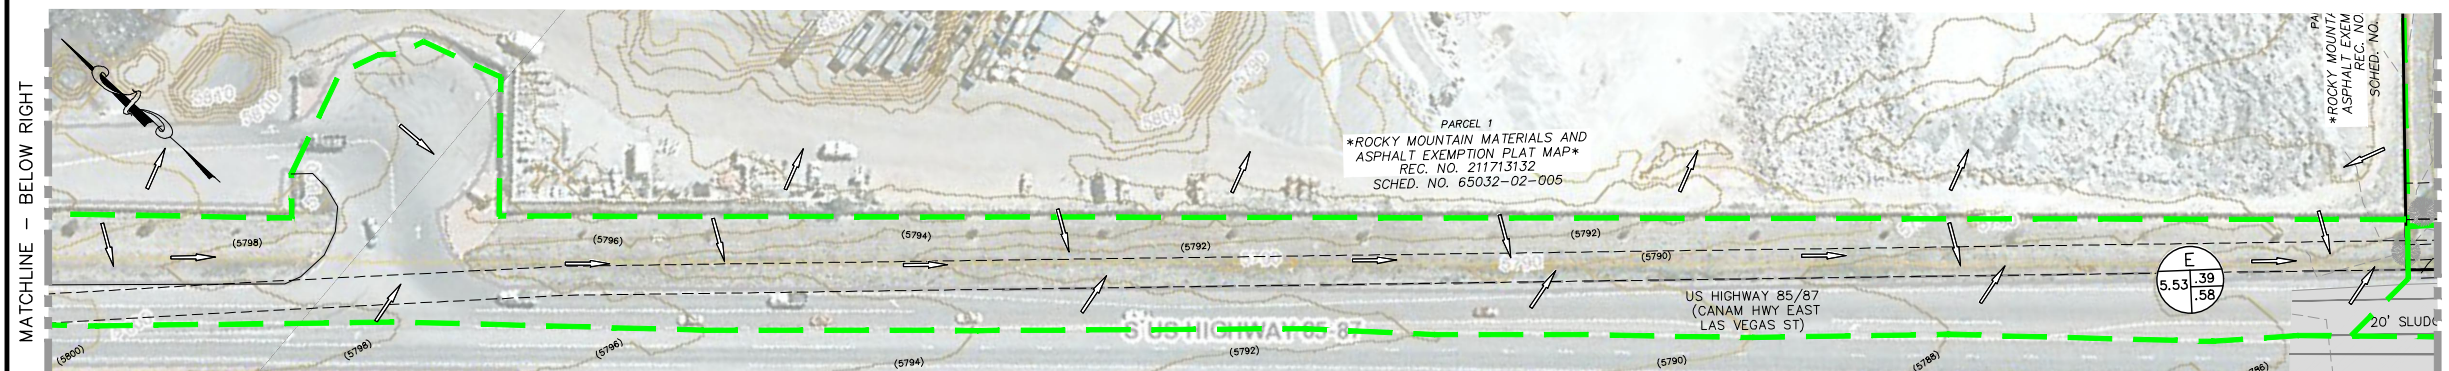 MATCHLINE - BELOW RIGHT
5810
5800
5790
5800
PARCEL 1
*ROCKY MOUNTAIN MATERIALS AND
ASPHALT EXEMPTION PLAT MAP*
REC. NO. 211713132
SCHED. NO. 65032-02-005
*ROCKY MOUNTA
ASPHALT EXEM
REC. NO.
SCHED. NO.
(5798)
(5796)
(5794)
(5792)
(5792)
(5790)
E
5.53
.39
.58
US HIGHWAY 85/87
(CANAM HWY EAST
LAS VEGAS ST)
S US HIGHWAY 85-87
20' SLUDG
(5800)
(5798)
(5796)
(5794)
(5792)
(5790)
(5788)